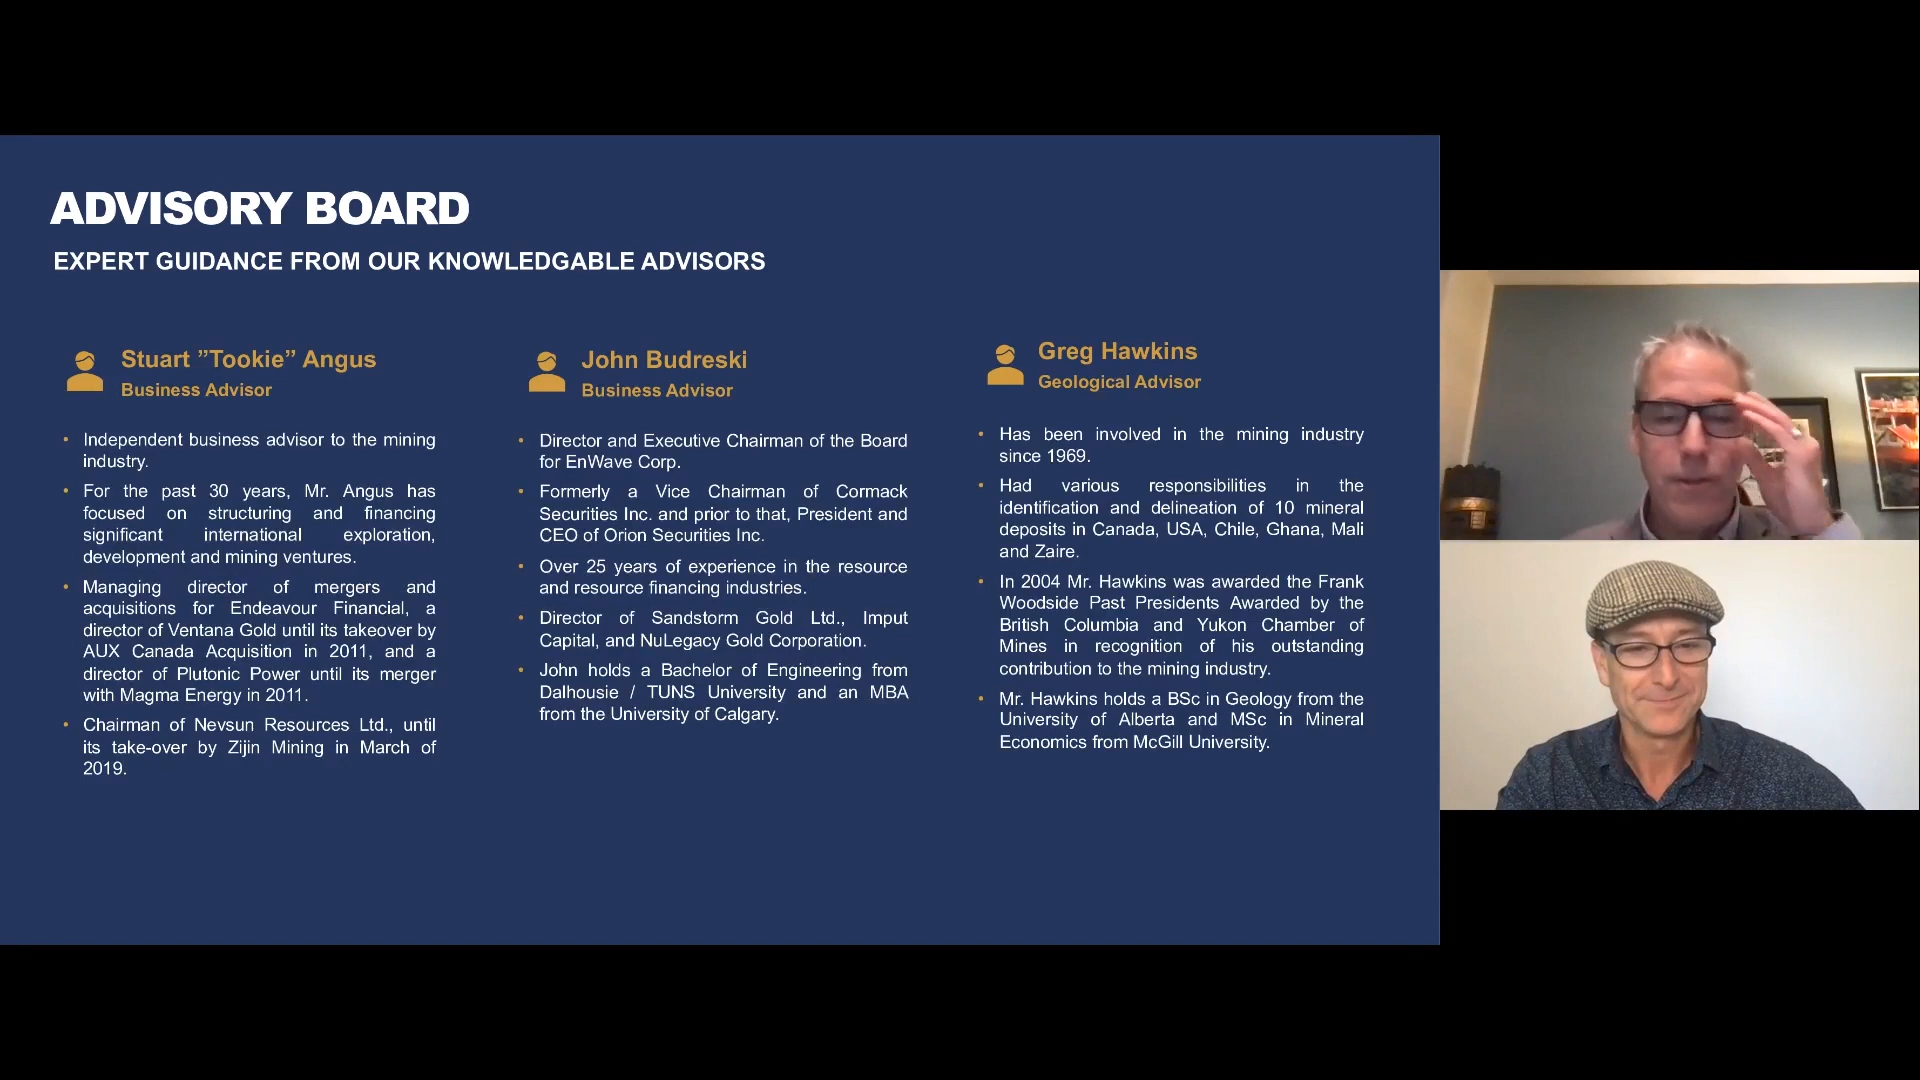 ADVISORY BOARD
EXPERT GUIDANCE FROM OUR KNOWLEDGABLE ADVISORS
Stuart ”Tookie” Angus
Business Advisor
• Independent business advisor to the mining
industry.
• For the past 30 years, Mr. Angus has
focused on structuring and financing
significant international exploration,
development and mining ventures.
• Managing director of mergers and
acquisitions for Endeavour Financial, a
director of Ventana Gold until its takeover by
AUX Canada Acquisition in 2011, and a
director of Plutonic Power until its merger
with Magma Energy in 2011.
• Chairman of Nevsun Resources Ltd., until
its take-over by Zijin Mining in March of
2019.
John Budreski
Business Advisor
• Director and Executive Chairman of the Board
for EnWave Corp.
• Formerly a Vice Chairman of Cormack
Securities Inc. and prior to that, President and
CEO of Orion Securities Inc.
• Over 25 years of experience in the resource
and resource financing industries.
• Director of Sandstorm Gold Ltd., Imput
Capital, and NuLegacy Gold Corporation.
• John holds a Bachelor of Engineering from
Dalhousie / TUNS University and an MBA
from the University of Calgary.
Greg Hawkins
Geological Advisor
• Has been involved in the mining industry
since 1969.
• Had various responsibilities in the
identification and delineation of 10 mineral
deposits in Canada, USA, Chile, Ghana, Mali
and Zaire.
• In 2004 Mr. Hawkins was awarded the Frank
Woodside Past Presidents Awarded by the
British Columbia and Yukon Chamber of
Mines in recognition of his outstanding
contribution to the mining industry.
• Mr. Hawkins holds a BSc in Geology from the
University of Alberta and MSc in Mineral
Economics from McGill University.